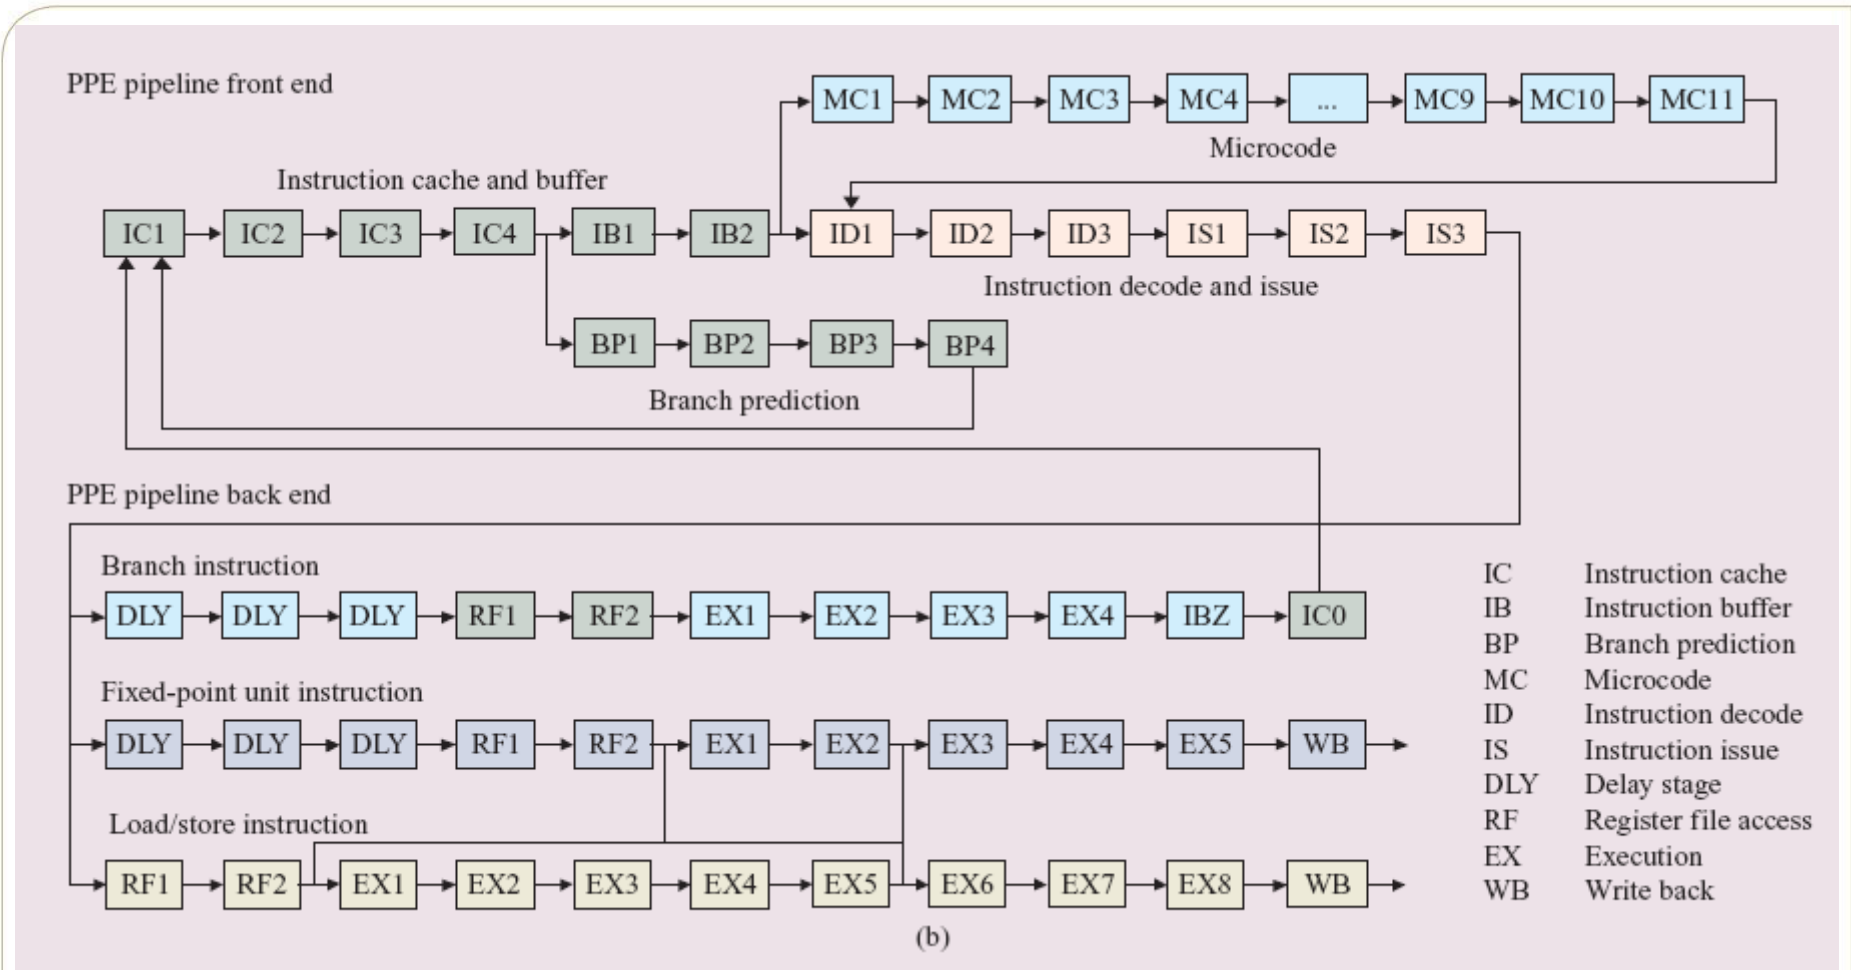 PPE pipeline front end
MC1 MC2 MC3 MC4 ... MC9 MC10 MC11
Microcode
Instruction cache and buffer
IC1 IC2 IC3 IC4 IB1 IB2 ID1 ID2 ID3 IS1 IS2 IS3
Instruction decode and issue
BP1 BP2 BP3 BP4
Branch prediction
PPE pipeline back end
Branch instruction
DLY DLY DLY RF1 RF2 EX1 EX2 EX3 EX4 IBZ IC0
Fixed-point unit instruction
DLY DLY DLY RF1 RF2 EX1 EX2 EX3 EX4 EX5 WB
Load/store instruction
RF1 RF2 EX1 EX2 EX3 EX4 EX5 EX6 EX7 EX8 WB
IC Instruction cache
IB Instruction buffer
BP Branch prediction
MC Microcode
ID Instruction decode
IS Instruction issue
DLY Delay stage
RF Register file access
EX Execution
WB Write back
(b)